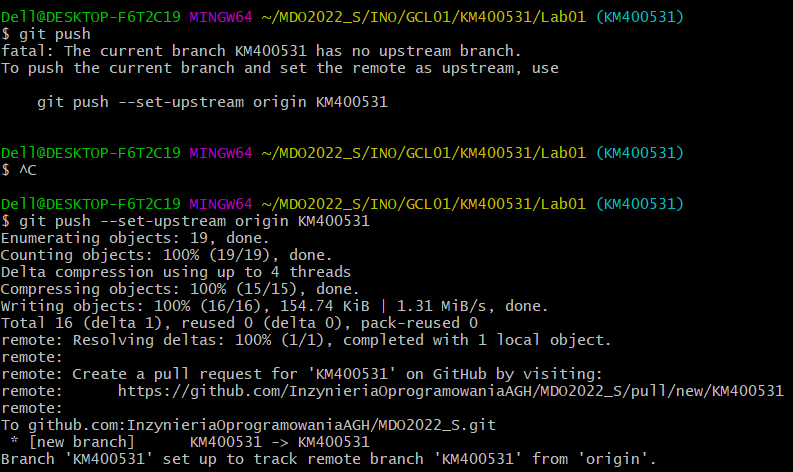 Dell@DESKTOP-F6T2C19 MINGW64 ~/MDO2022_S/INO/GCL01/KM400531/Lab01 (KM400531)
$ git push
fatal: The current branch KM400531 has no upstream branch.
To push the current branch and set the remote as upstream, use

    git push --set-upstream origin KM400531


Dell@DESKTOP-F6T2C19 MINGW64 ~/MDO2022_S/INO/GCL01/KM400531/Lab01 (KM400531)
$ ^C

Dell@DESKTOP-F6T2C19 MINGW64 ~/MDO2022_S/INO/GCL01/KM400531/Lab01 (KM400531)
$ git push --set-upstream origin KM400531
Enumerating objects: 19, done.
Counting objects: 100% (19/19), done.
Delta compression using up to 4 threads
Compressing objects: 100% (15/15), done.
Writing objects: 100% (16/16), 154.74 KiB | 1.31 MiB/s, done.
Total 16 (delta 1), reused 0 (delta 0), pack-reused 0
remote: Resolving deltas: 100% (1/1), completed with 1 local object.
remote:
remote: Create a pull request for 'KM400531' on GitHub by visiting:
remote:      https://github.com/InzynieriaOprogramowaniaAGH/MDO2022_S/pull/new/KM400531
remote:
To github.com:InzynieriaOprogramowaniaAGH/MDO2022_S.git
 * [new branch]      KM400531 -> KM400531
Branch 'KM400531' set up to track remote branch 'KM400531' from 'origin'.